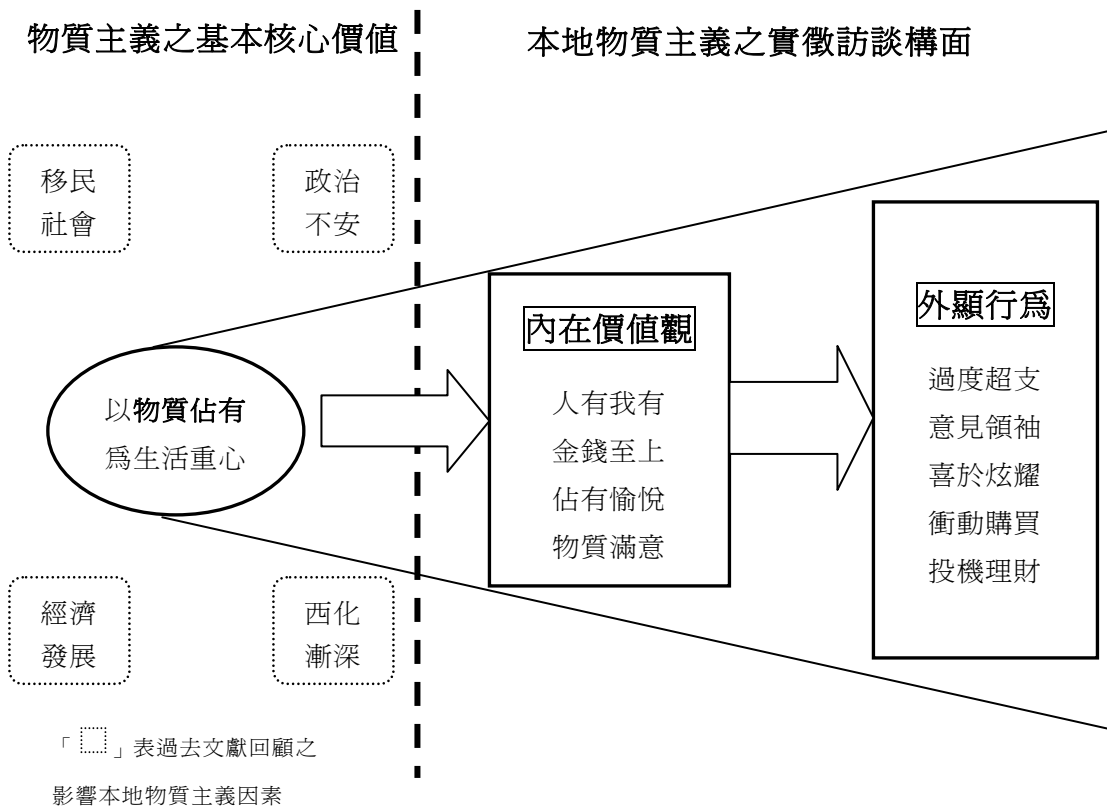 物質主義之基本核心價值
本地物質主義之實徵訪談構面
移民
社會
政治
不安
以物質佔有
爲生活重心
經濟
發展
西化
漸深
內在價值觀
人有我有
金錢至上
佔有愉悅
物質滿意
外顯行爲
過度超支
意見領袖
喜於炫耀
衝動購買
投機理財
「 」表過去文獻回顧之
影響本地物質主義因素